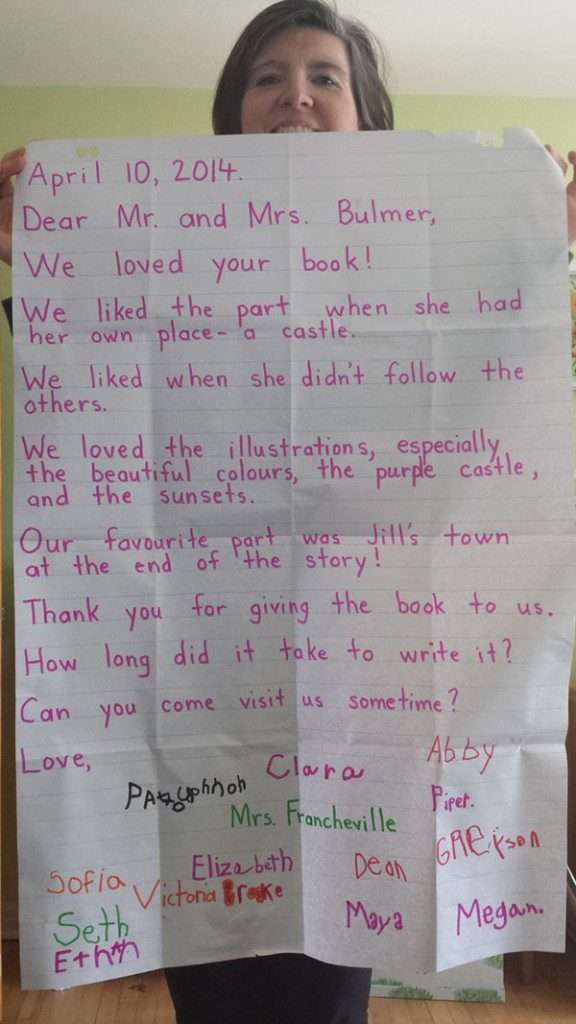 April 10, 2014.
Dear Mr. and Mrs. Bulmer,
We loved your book!
We liked the part when she had
her own place- a castle.
We liked when she didn't follow the
others.
We loved the illustrations, especially
the beautiful colours, the purple castle,
and the sunsets.
Our favourite part was Jill's town
at the end of the story!
Thank you for giving the book to us.
How long did it take to write it?
Can you come visit us sometime?
Love,
Clara
Abby
Piper.
Mrs. Francheville
Elizabeth
Dean
Sofia
Victoria
Seth
Maya
Megan.